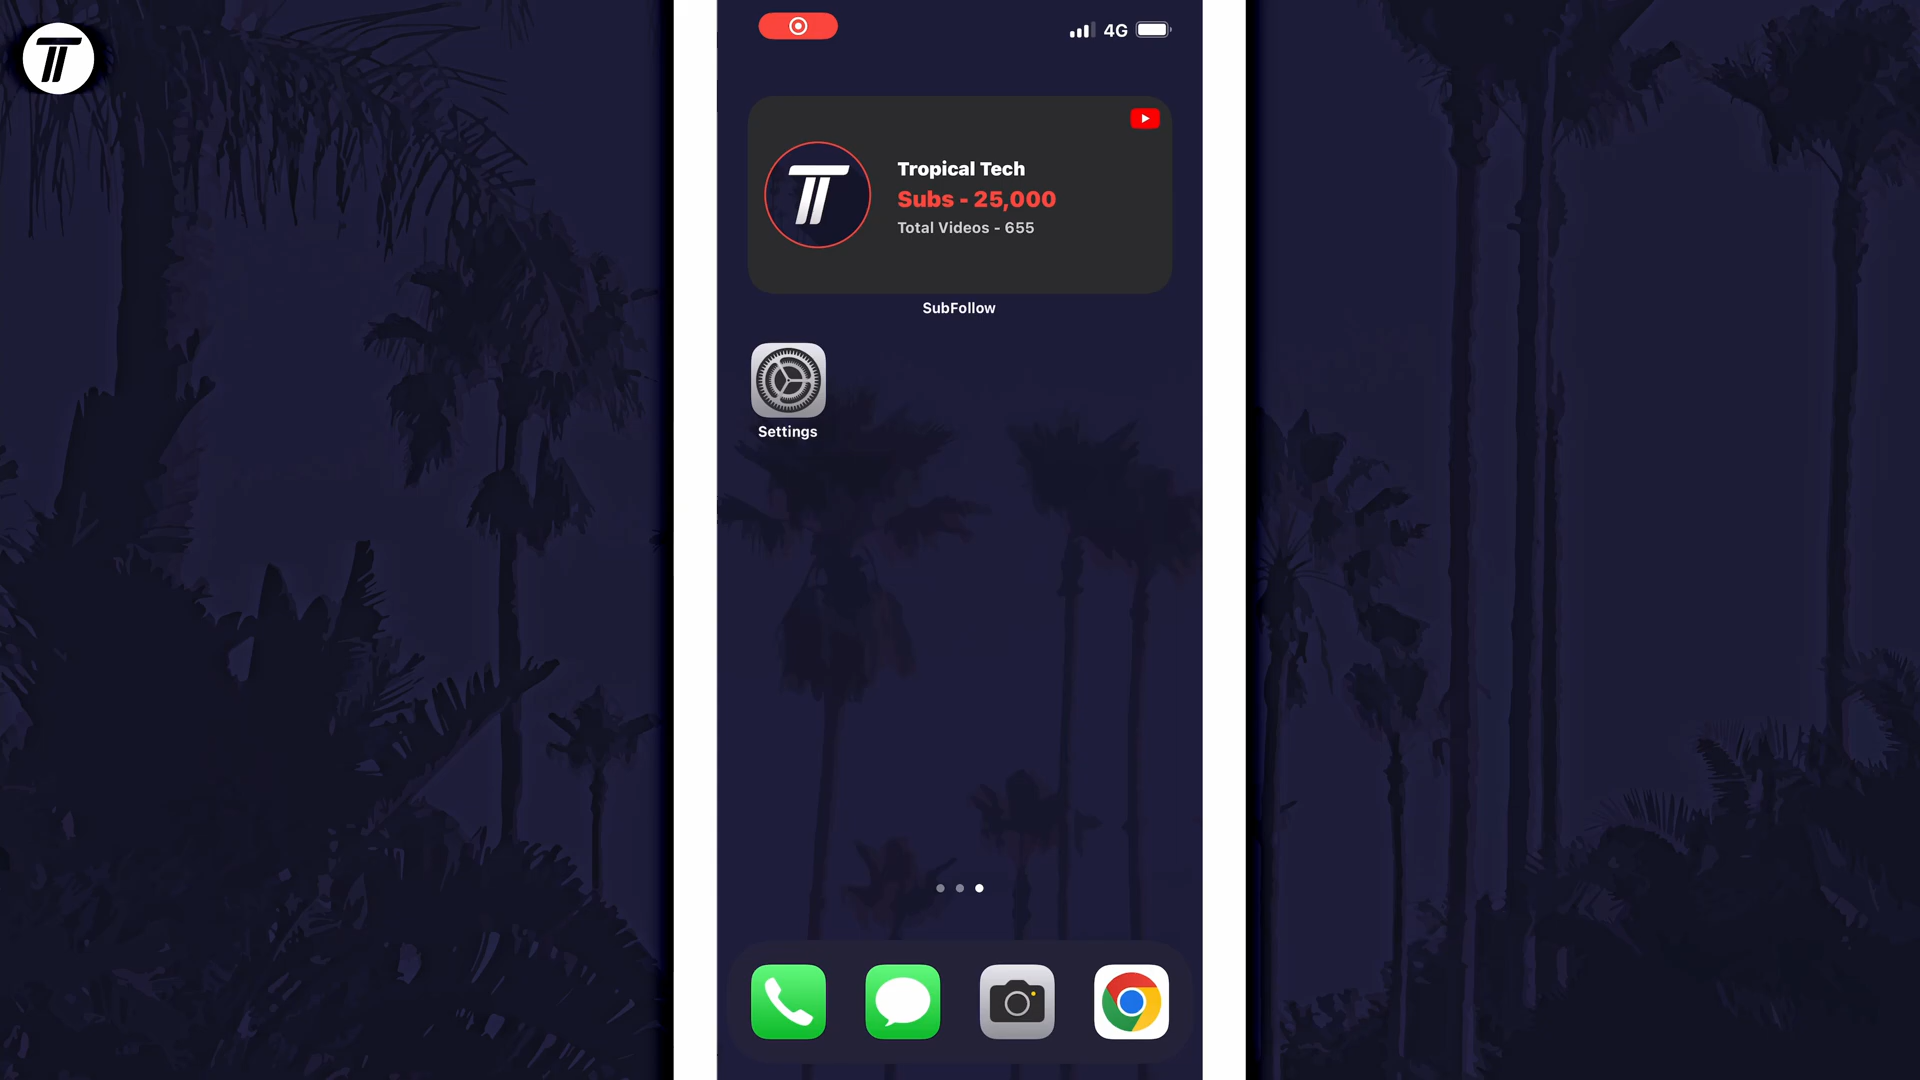 4G
Tropical Tech
Subs - 25,000
Total Videos - 655
SubFollow
Settings